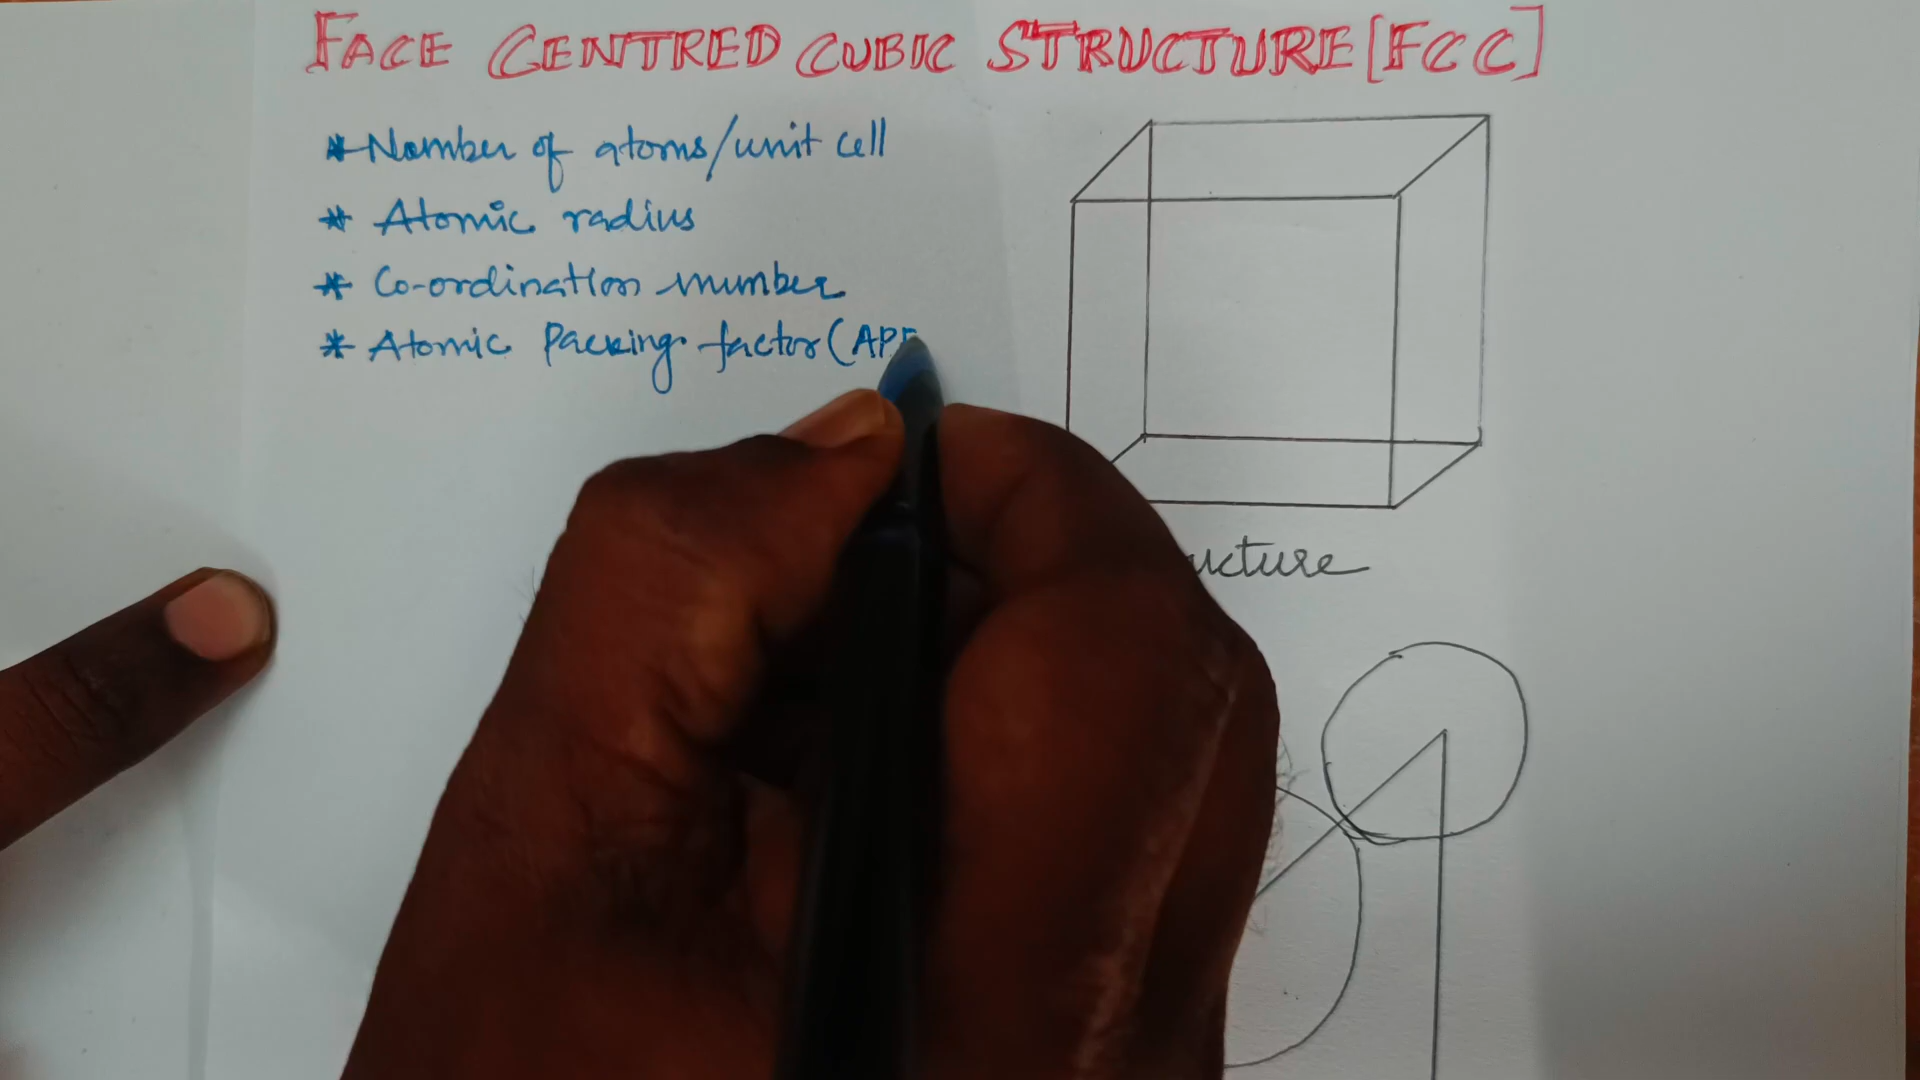 FACE CENTRED CUBIC STRUCTURE [FCC]
* Number of atoms/unit cell
* Atomic radius
* Co-ordination number
* Atomic Packing factor (APF